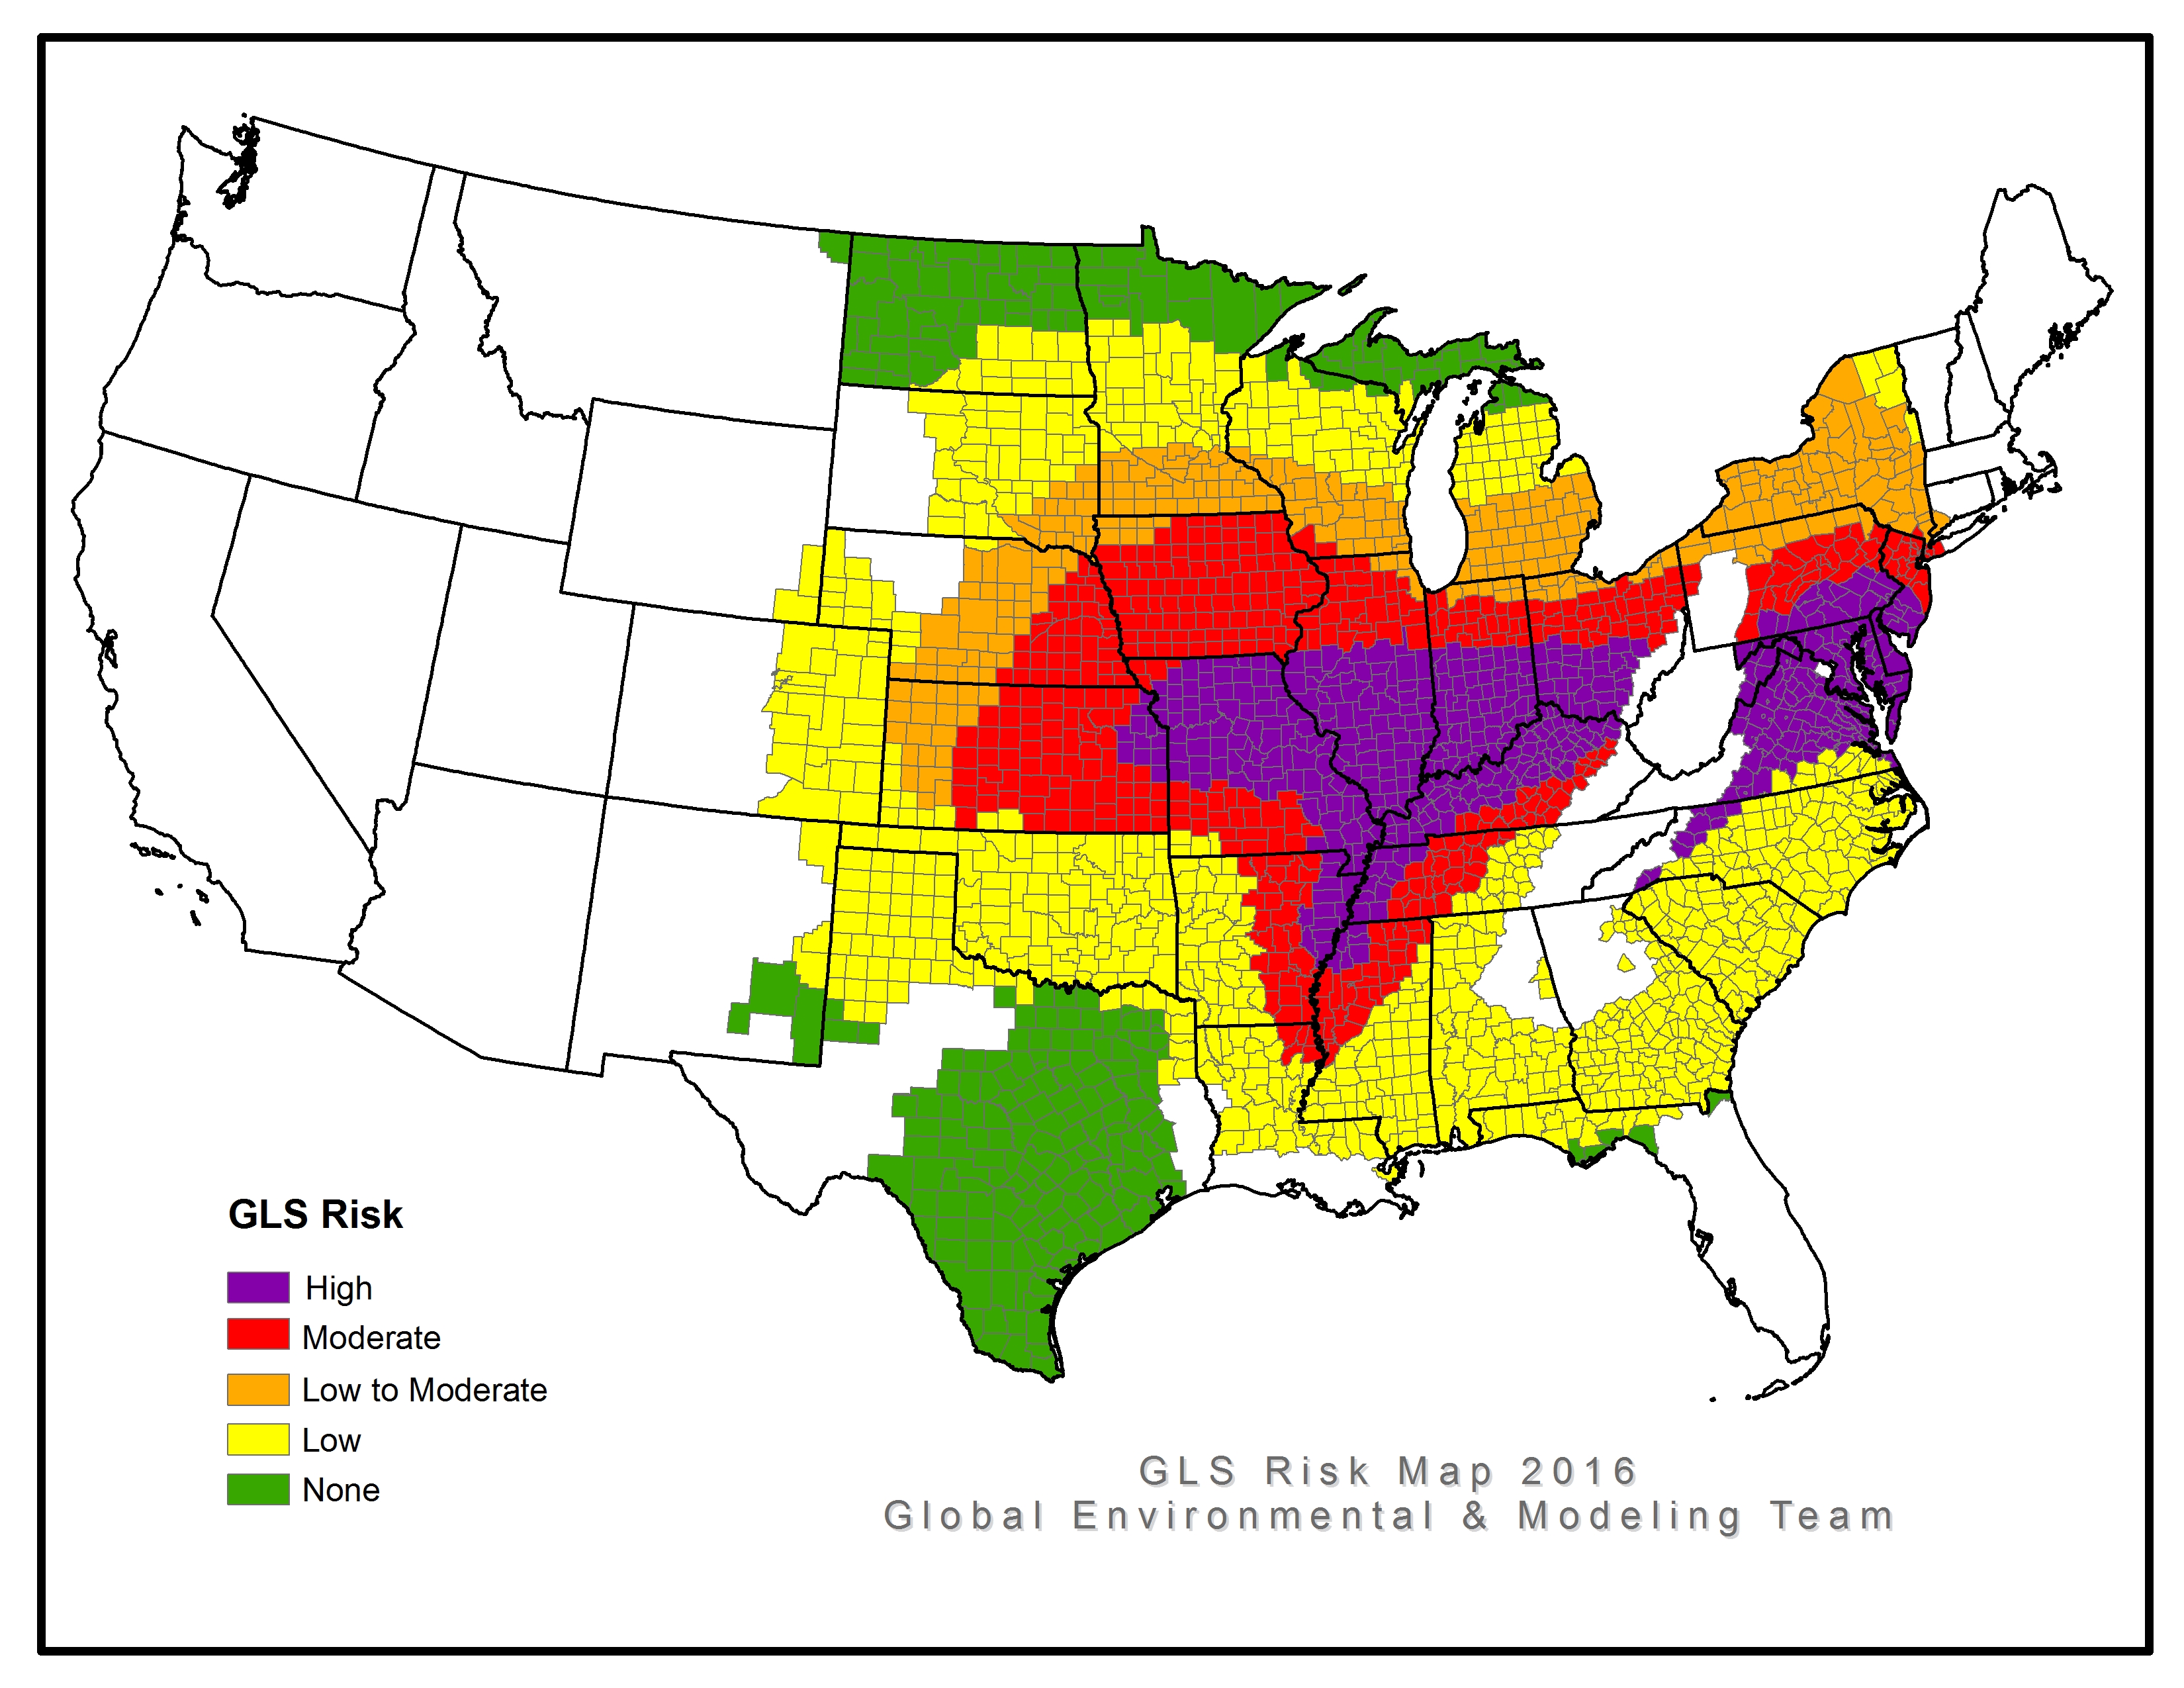 GLS Risk
High
Moderate
Low to Moderate
Low
None
GLS Risk Map 2016
Global Environmental & Modeling Team